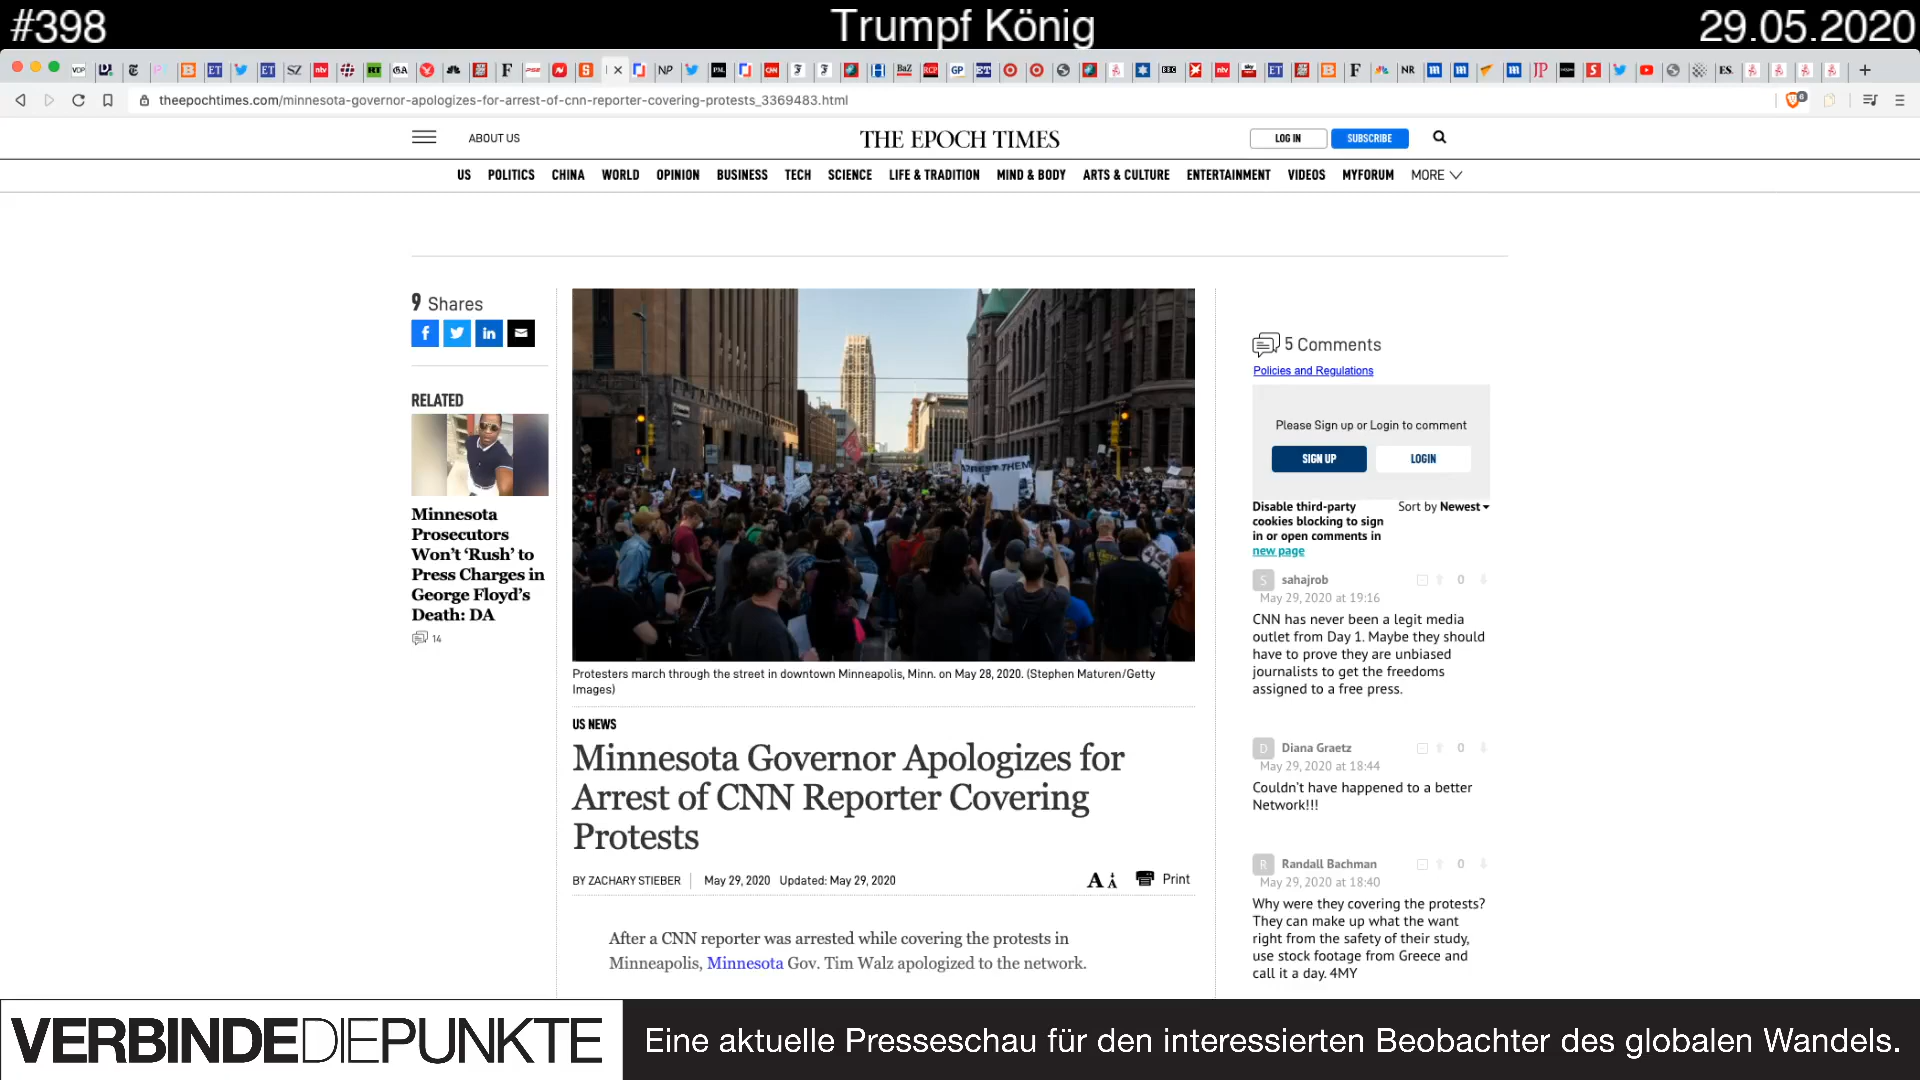 #398
Trumpf König
29.05.2020
theepochtimes.com/minnesota-governor-apologizes-for-arrest-of-cnn-reporter-covering-protests_3369483.html
ABOUT US
THE EPOCH TIMES
LOG IN
SUBSCRIBE
US POLITICS CHINA WORLD OPINION BUSINESS TECH SCIENCE LIFE & TRADITION MIND & BODY ARTS & CULTURE ENTERTAINMENT VIDEOS MYFORUM MORE
9 Shares
RELATED
Minnesota
Prosecutors
Won't 'Rush' to
Press Charges in
George Floyd's
Death: DA
14
ARREST THEM
Protesters march through the street in downtown Minneapolis, Minn. on May 28, 2020. (Stephen Maturen/Getty
Images)
US NEWS
Minnesota Governor Apologizes for
Arrest of CNN Reporter Covering
Protests
BY ZACHARY STIEBER
May 29, 2020 Updated: May 29, 2020
Print
After a CNN reporter was arrested while covering the protests in
Minneapolis, Minnesota Gov. Tim Walz apologized to the network.
5 Comments
Policies and Regulations
Please Sign up or Login to comment
SIGN UP
LOGIN
Disable third-party
cookies blocking to sign
in or open comments in
new page
Sort by Newest
S sahajrob 0
May 29, 2020 at 19:16
CNN has never been a legit media
outlet from Day 1. Maybe they should
have to prove they are unbiased
journalists to get the freedoms
assigned to a free press.
D Diana Graetz 0
May 29, 2020 at 18:44
Couldn't have happened to a better
Network!!!
R Randall Bachman 0
May 29, 2020 at 18:40
Why were they covering the protests?
They can make up what the want
right from the safety of their study,
use stock footage from Greece and
call it a day. 4MY
VERBINDEDIEPUNKTE
Eine aktuelle Presseschau für den interessierten Beobachter des globalen Wandels.